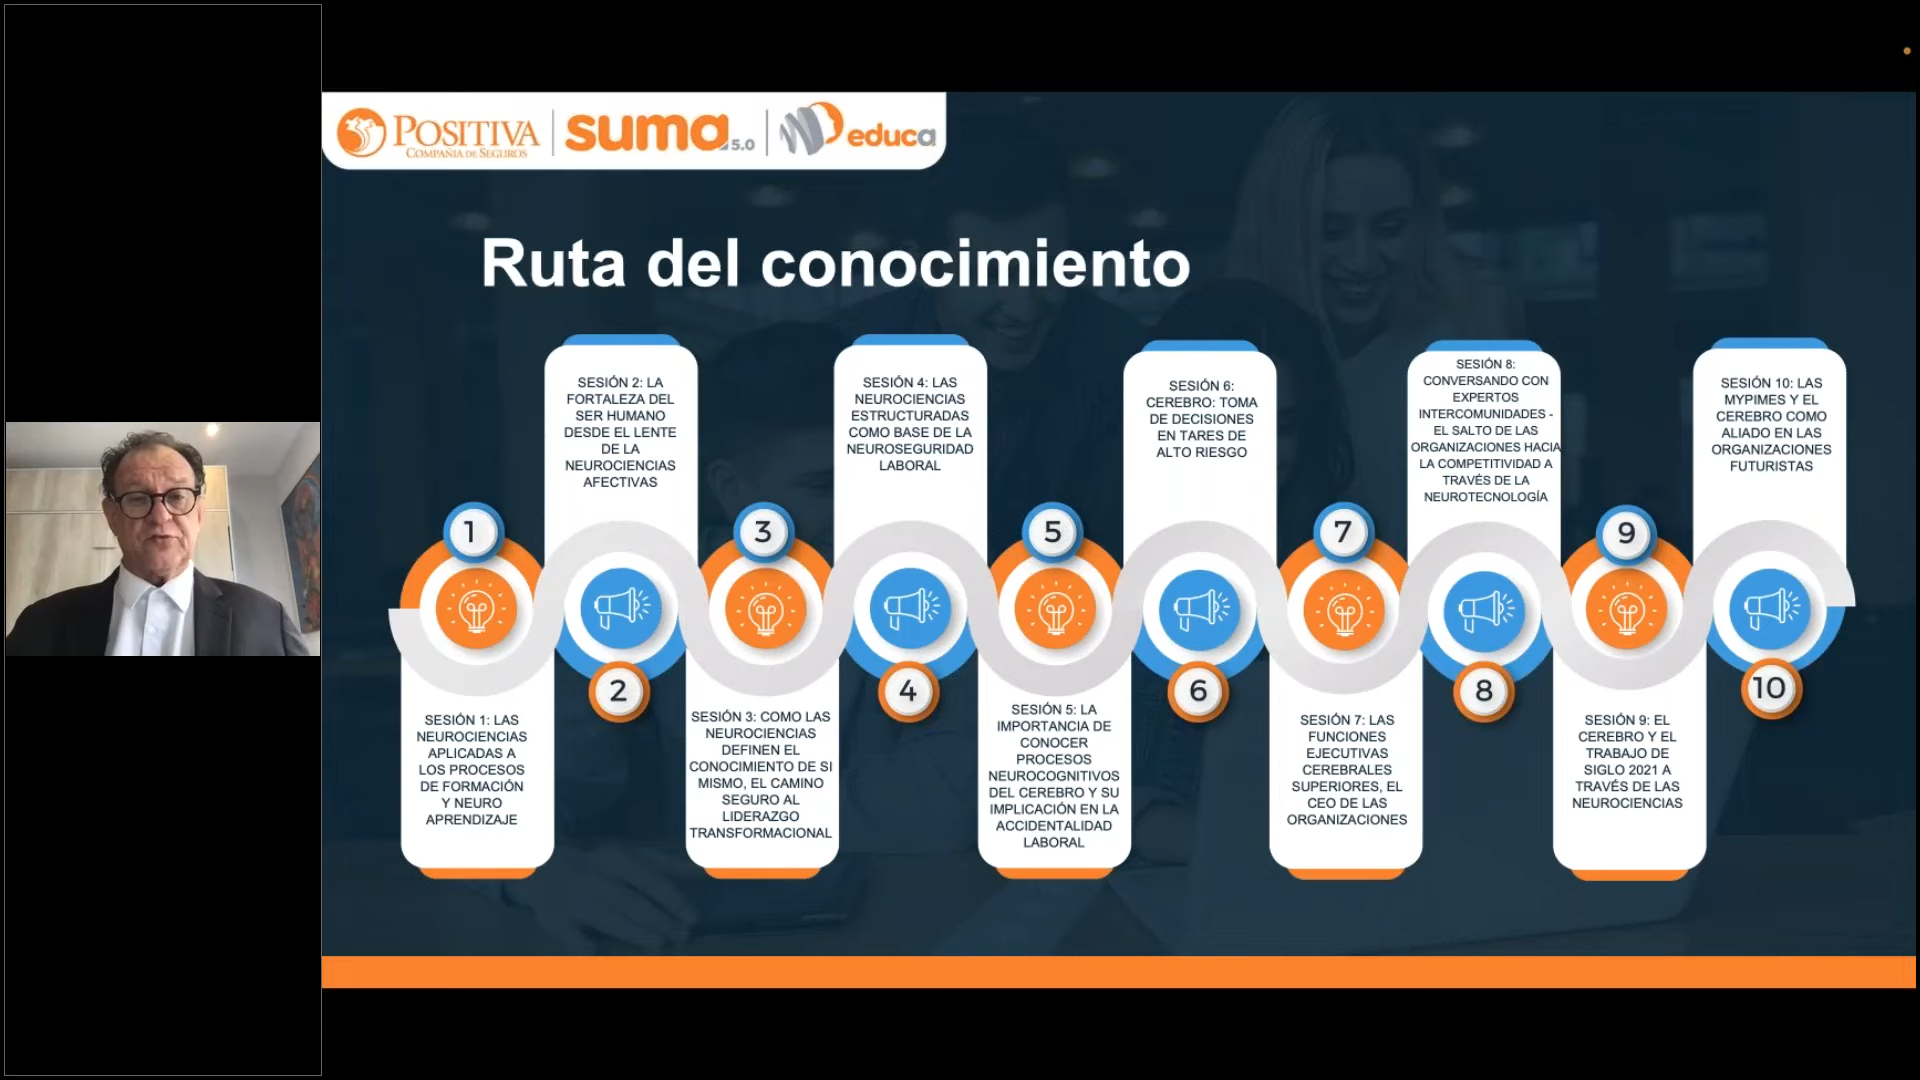 POSITIVA
COMPAÑIA DE SEGUROS
suma 5.0
educa
Ruta del conocimiento
1
SESIÓN 1: LAS
NEUROCIENCIAS
APLICADAS A
LOS PROCESOS
DE FORMACIÓN
Y NEURO
APRENDIZAJE
SESIÓN 2: LA
FORTALEZA DEL
SER HUMANO
DESDE EL LENTE
DE LA
NEUROCIENCIAS
AFECTIVAS
2
3
SESIÓN 3: COMO LAS
NEUROCIENCIAS
DEFINEN EL
CONOCIMIENTO DE SI
MISMO, EL CAMINO
SEGURO AL
LIDERAZGO
TRANSFORMACIONAL
SESIÓN 4: LAS
NEUROCIENCIAS
ESTRUCTURADAS
COMO BASE DE LA
NEUROSEGURIDAD
LABORAL
4
5
SESIÓN 5: LA
IMPORTANCIA DE
CONOCER
PROCESOS
NEUROCOGNITIVOS
DEL CEREBRO Y SU
IMPLICACIÓN EN LA
ACCIDENTALIDAD
LABORAL
SESIÓN 6:
CEREBRO: TOMA
DE DECISIONES
EN TARES DE
ALTO RIESGO
6
7
SESIÓN 7: LAS
FUNCIONES
EJECUTIVAS
CEREBRALES
SUPERIORES, EL
CEO DE LAS
ORGANIZACIONES
SESIÓN 8:
CONVERSANDO CON
EXPERTOS
INTERCOMUNIDADES -
EL SALTO DE LAS
ORGANIZACIONES HACIA
LA COMPETITIVIDAD A
TRAVÉS DE LA
NEUROTECNOLOGÍA
8
9
SESIÓN 9: EL
CEREBRO Y EL
TRABAJO DE
SIGLO 2021 A
TRAVÉS DE LAS
NEUROCIENCIAS
SESIÓN 10: LAS
MYPIMES Y EL
CEREBRO COMO
ALIADO EN LAS
ORGANIZACIONES
FUTURISTAS
10